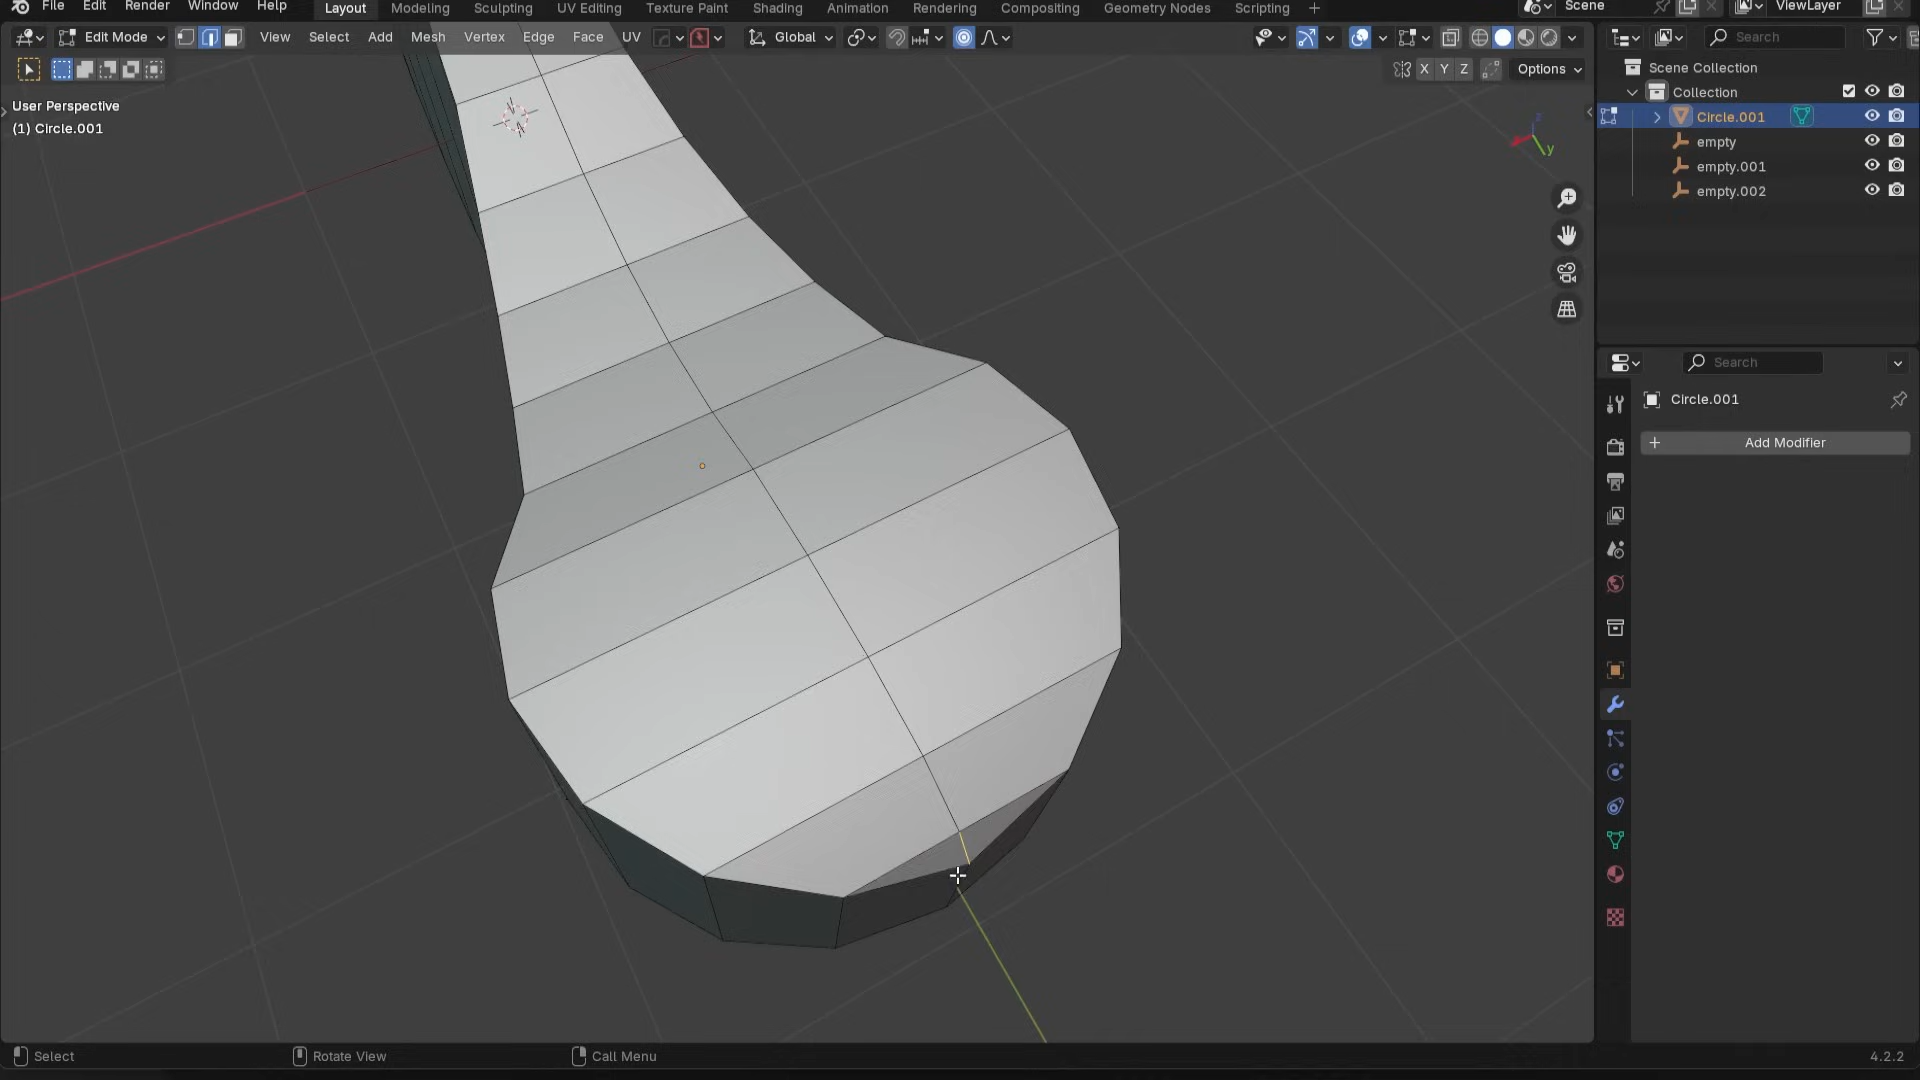 File Edit Render Window Help Layout Modeling Sculpting UV Editing Texture Paint Shading Animation Rendering Compositing Geometry Nodes Scripting + Scene ViewLayer
Edit Mode View Select Add Mesh Vertex Edge Face UV Global Search
X Y Z Options
User Perspective
(1) Circle.001
z
y
Scene Collection
Collection
Circle.001
empty
empty.001
empty.002
Search
Circle.001
+ Add Modifier
Select Rotate View Call Menu 4.2.2